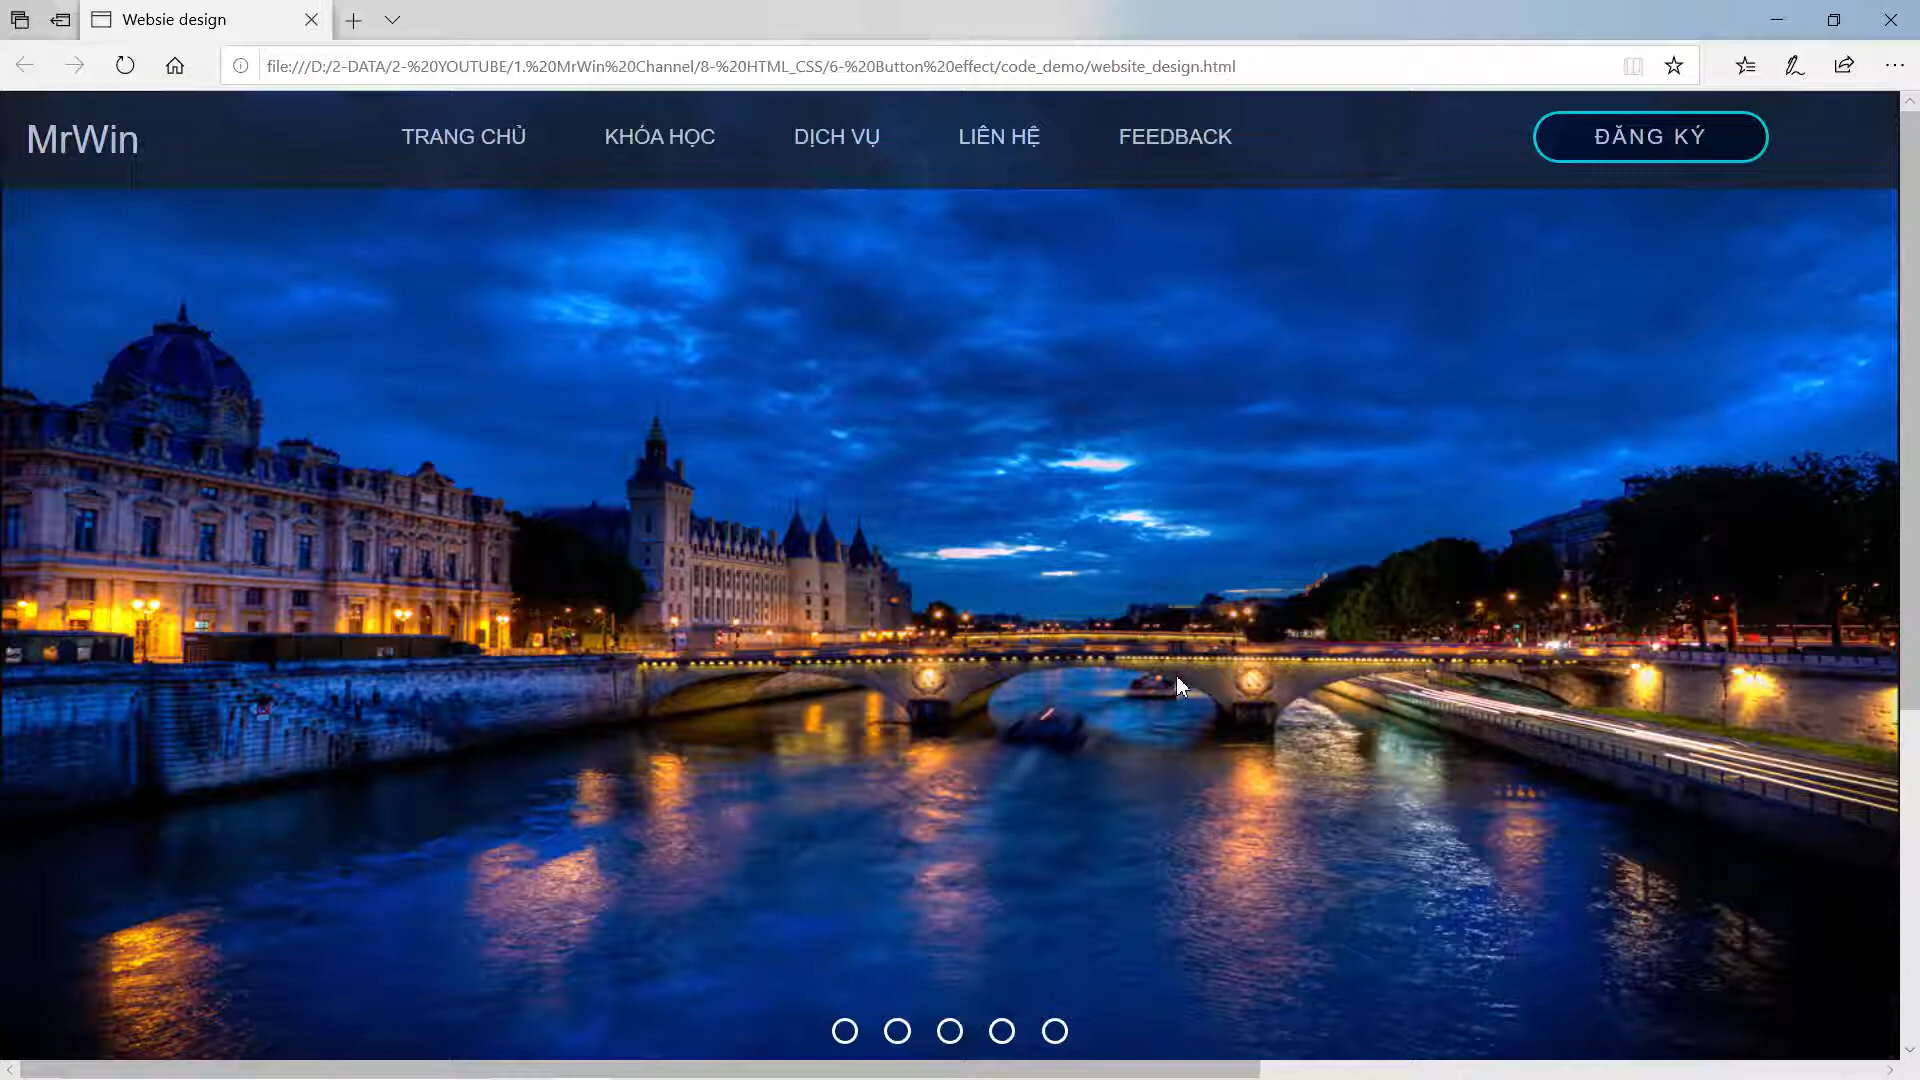 Websie design
file:///D:/2-DATA/2-%20YOUTUBE/1.%20MrWin%20Channel/8-%20HTML_CSS/6-%20Button%20effect/code_demo/website_design.html
MrWin TRANG CHỦ KHÓA HỌC DỊCH VỤ LIÊN HỆ FEEDBACK ĐĂNG KÝ